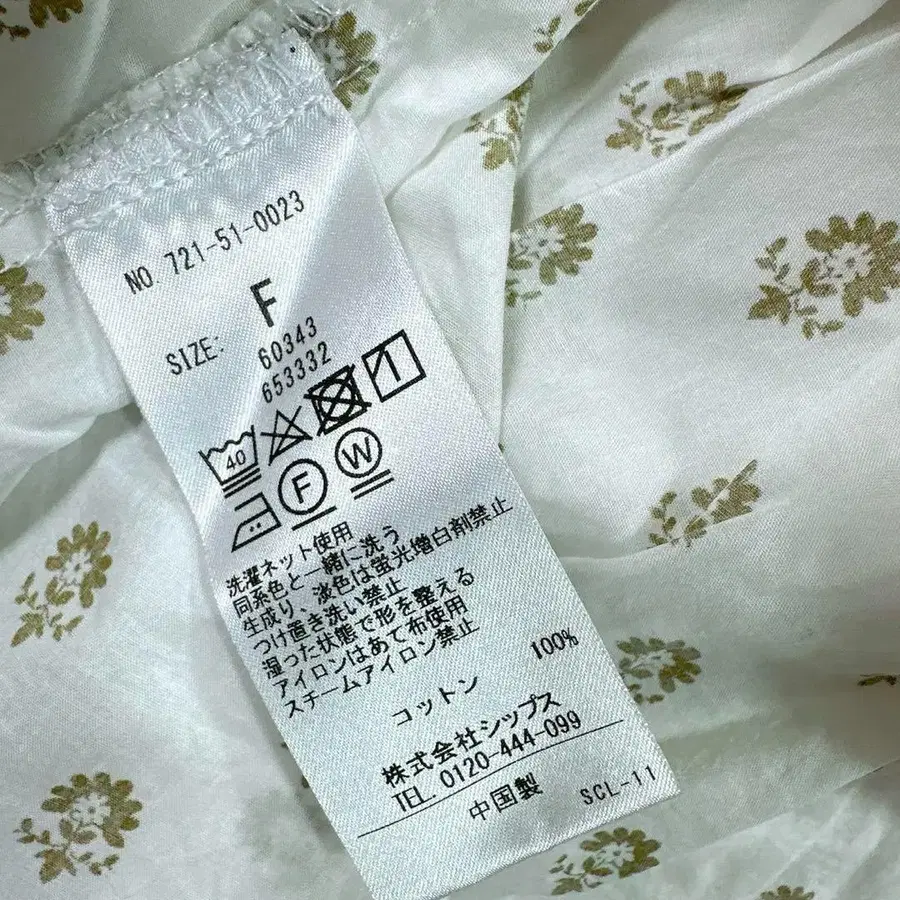 NO. 721-51-0023
SIZE: F
60343
653332
40
F W
洗濯ネット使用
同系色と一緒に洗う
生成り、淡色は蛍光増白剤禁止
つけ置き洗い禁止
湿った状態で形を整える
アイロンはあて布使用
スチームアイロン禁止
コットン 100%
株式会社シップス
TEL. 0120-444-099
中国製 SCL-11